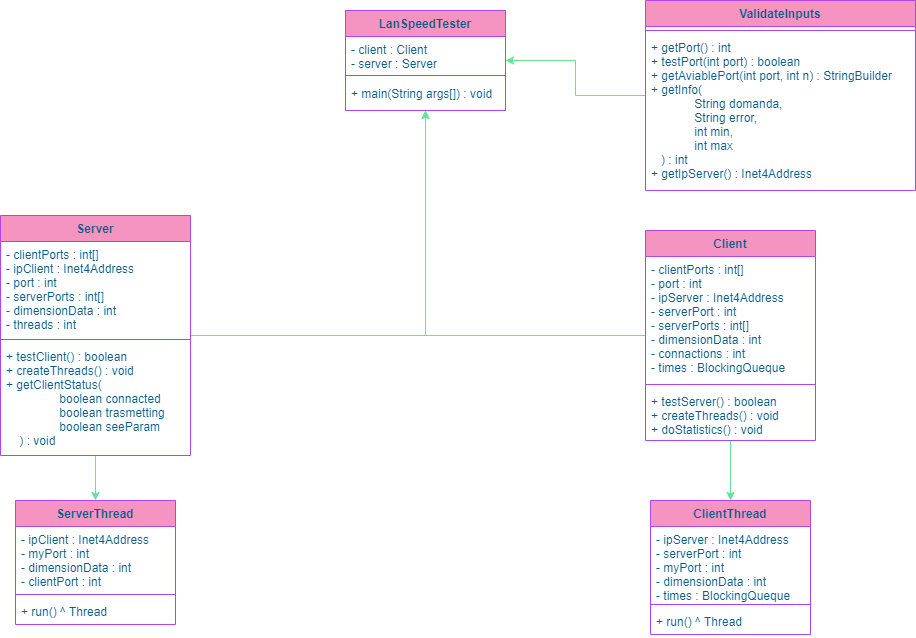 LanSpeedTester
- client : Client
- server : Server
+ main(String args[]) : void
ValidateInputs
+ getPort() : int
+ testPort(int port) : boolean
+ getAviablePort(int port, int n) : StringBuilder
+ getInfo(
String domanda,
String error,
int min,
int max
) : int
+ getIpServer() : Inet4Address
Server
- clientPorts : int[]
- ipClient : Inet4Address
- port : int
- serverPorts : int[]
- dimensionData : int
- threads : int
+ testClient() : boolean
+ createThreads() : void
+ getClientStatus(
boolean connacted
boolean trasmetting
boolean seeParam
) : void
Client
- clientPorts : int[]
- port : int
- ipServer : Inet4Address
- serverPort : int
- serverPorts : int[]
- dimensionData : int
- connactions : int
- times : BlockingQueque
+ testServer() : boolean
+ createThreads() : void
+ doStatistics() : void
ServerThread
- ipClient : Inet4Address
- myPort : int
- dimensionData : int
- clientPort : int
+ run() ^ Thread
ClientThread
- ipServer : Inet4Address
- serverPort : int
- myPort : int
- dimensionData : int
- times : BlockingQueque
+ run() ^ Thread